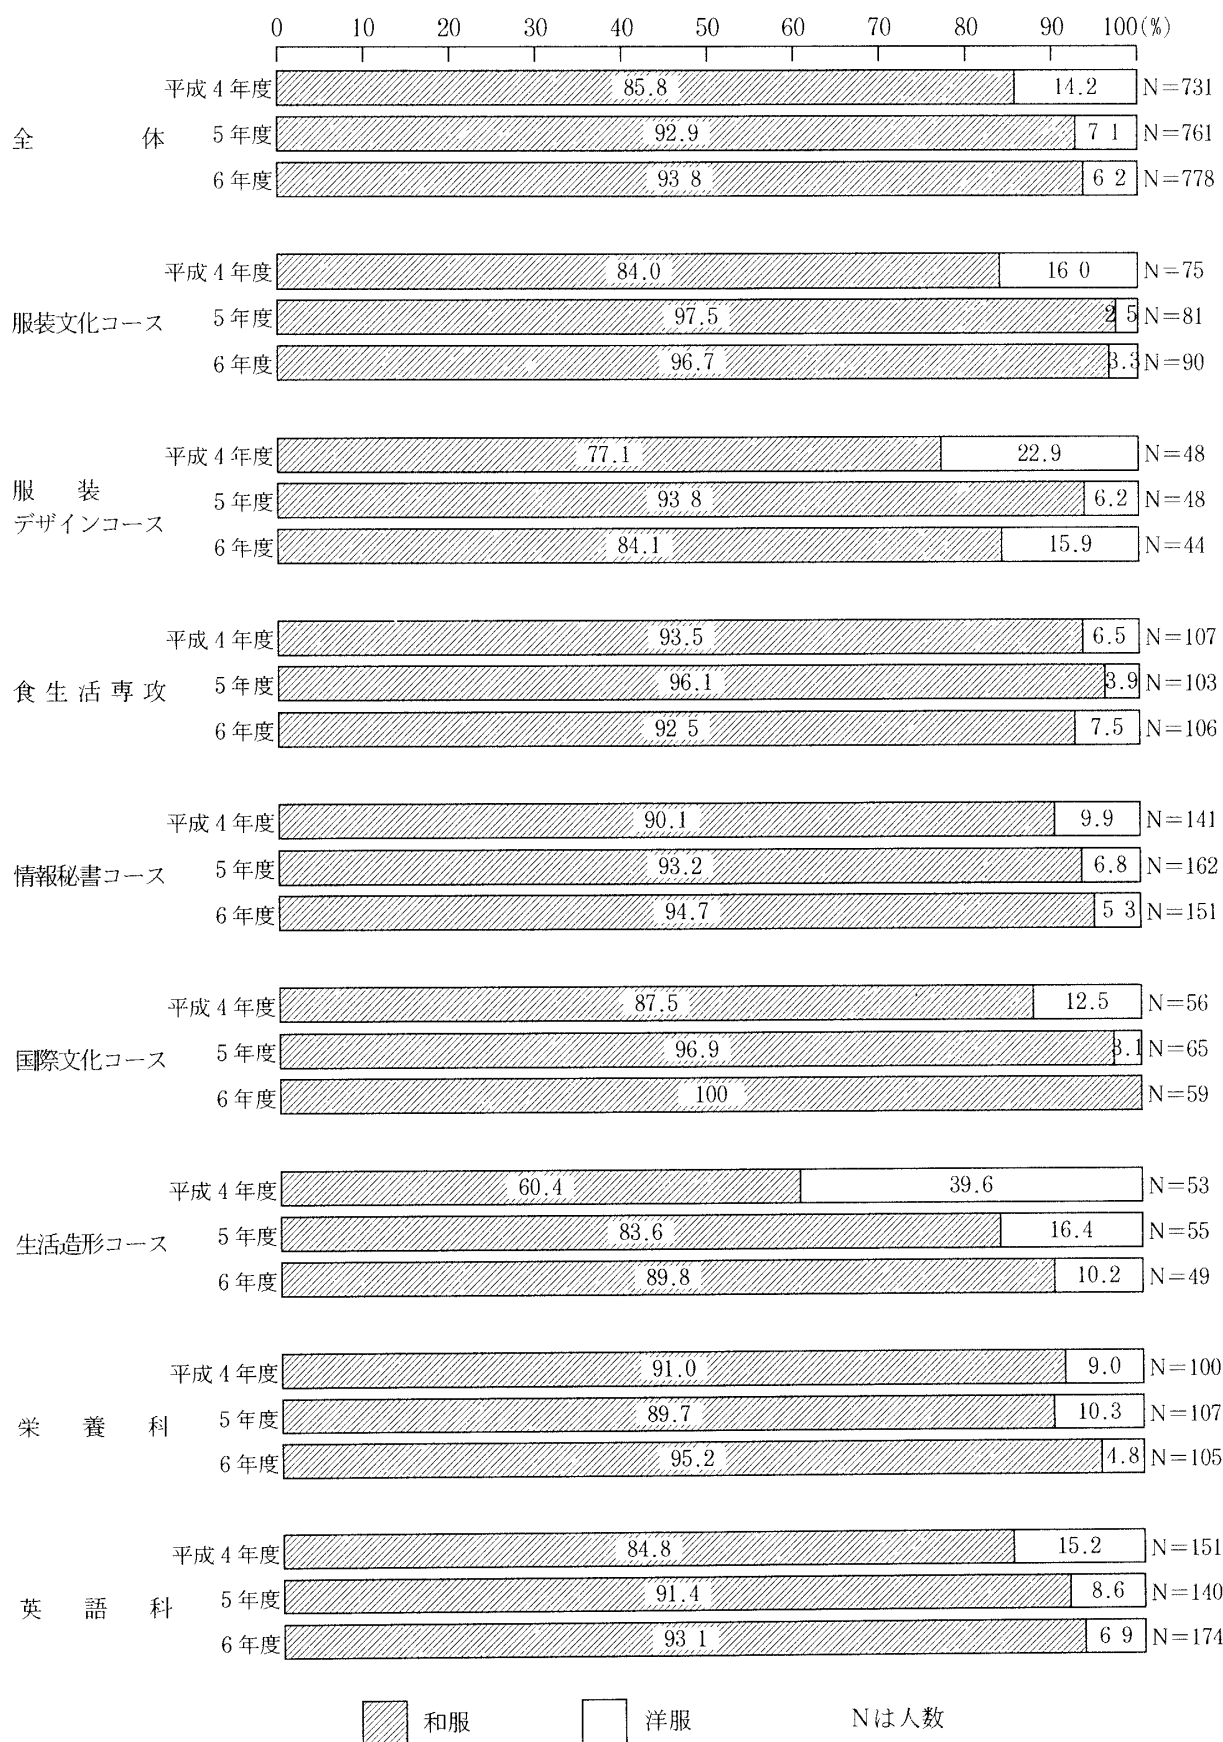 0 10 20 30 40 50 60 70 80 90 100(%)
平成4年度 85.8 14.2 N=731
全体 5年度 92.9 7 1 N=761
6年度 93 8 6 2 N=778
平成4年度 84.0 16 0 N=75
服装文化コース 5年度 97.5 2 5 N=81
6年度 96.7 3.3 N=90
平成4年度 77.1 22.9 N=48
服装
デザインコース 5年度 93 8 6.2 N=48
6年度 84.1 15.9 N=44
平成4年度 93.5 6.5 N=107
食生活専攻 5年度 96.1 3.9 N=103
6年度 92 5 7.5 N=106
平成4年度 90.1 9.9 N=141
情報秘書コース 5年度 93.2 6.8 N=162
6年度 94.7 5 3 N=151
平成4年度 87.5 12.5 N=56
国際文化コース 5年度 96.9 3.1 N=65
6年度 100 N=59
平成4年度 60.4 39.6 N=53
生活造形コース 5年度 83.6 16.4 N=55
6年度 89.8 10.2 N=49
平成4年度 91.0 9.0 N=100
栄養科 5年度 89.7 10.3 N=107
6年度 95.2 4.8 N=105
平成4年度 84.8 15.2 N=151
英語科 5年度 91.4 8.6 N=140
6年度 93 1 6 9 N=174
和服 洋服 Nは人数